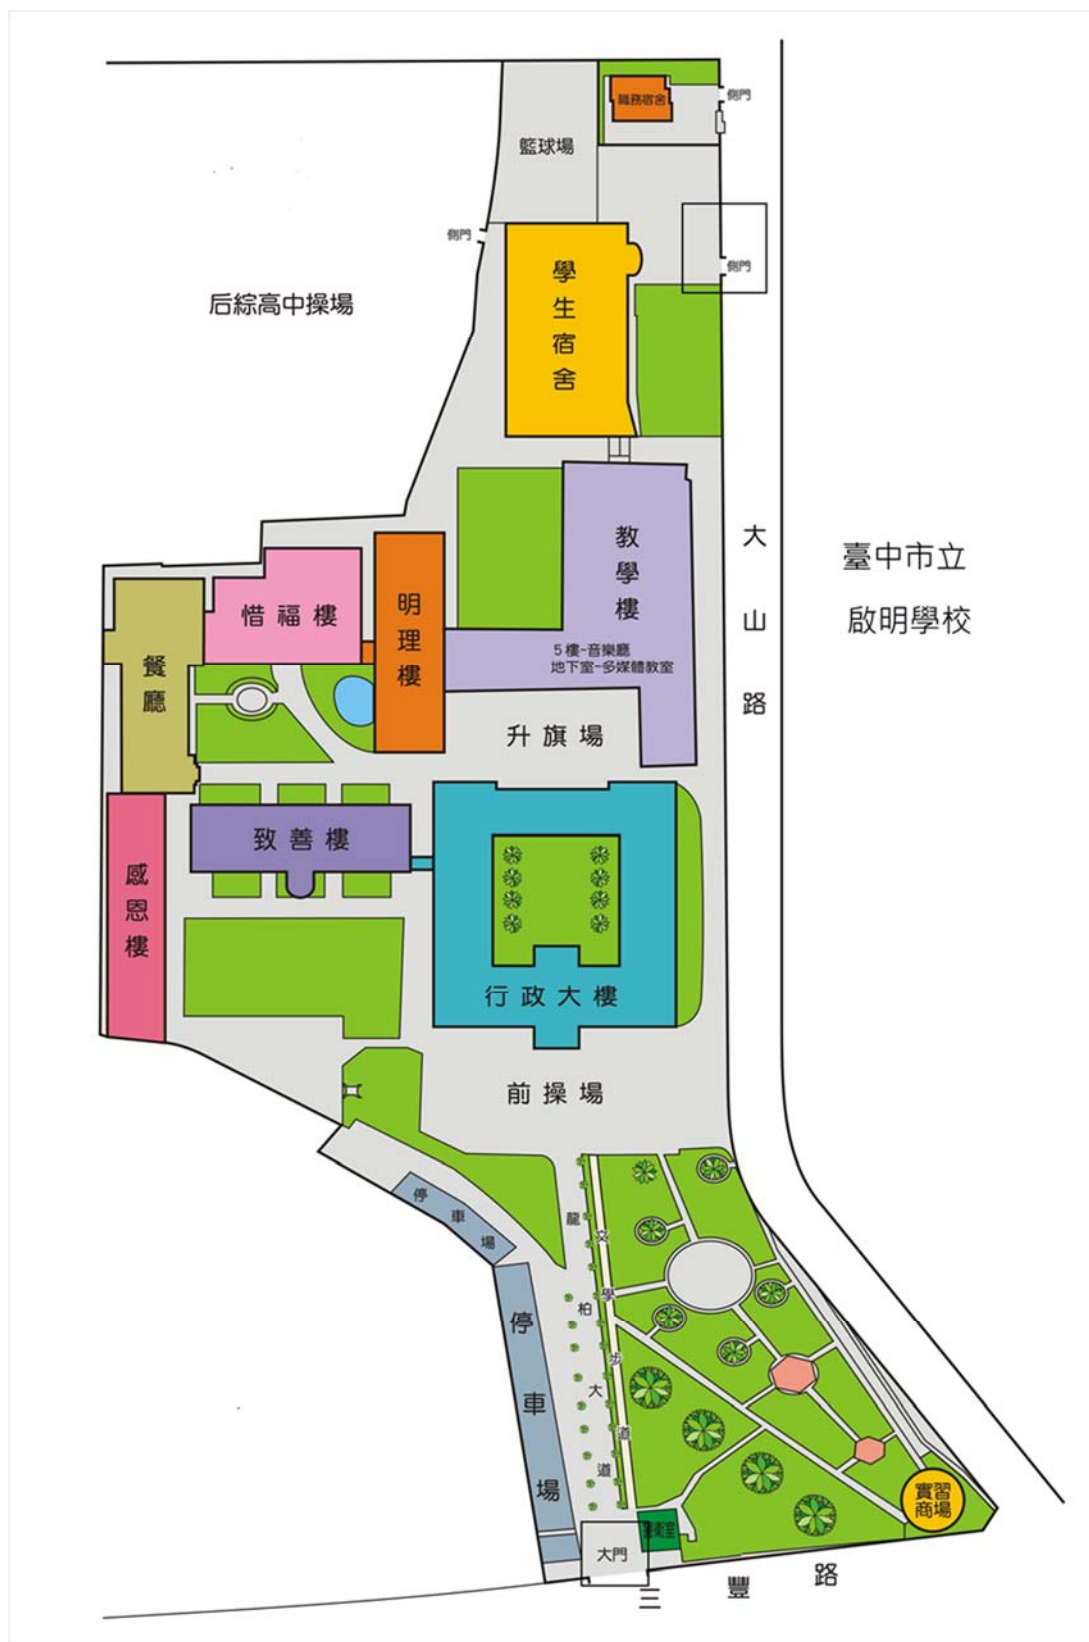 職務宿舍
側門
籃球場
側門
側門
學生宿舍
后綜高中操場
教學樓
5樓-音樂廳
地下室-多媒體教室
大山路
臺中市立
啟明學校
惜福樓
明理樓
餐廳
升旗場
致善樓
感恩樓
行政大樓
前操場
停車場
龍柏大道
文學步道
停車場
實習
商場
警衛室
大門
三豐路